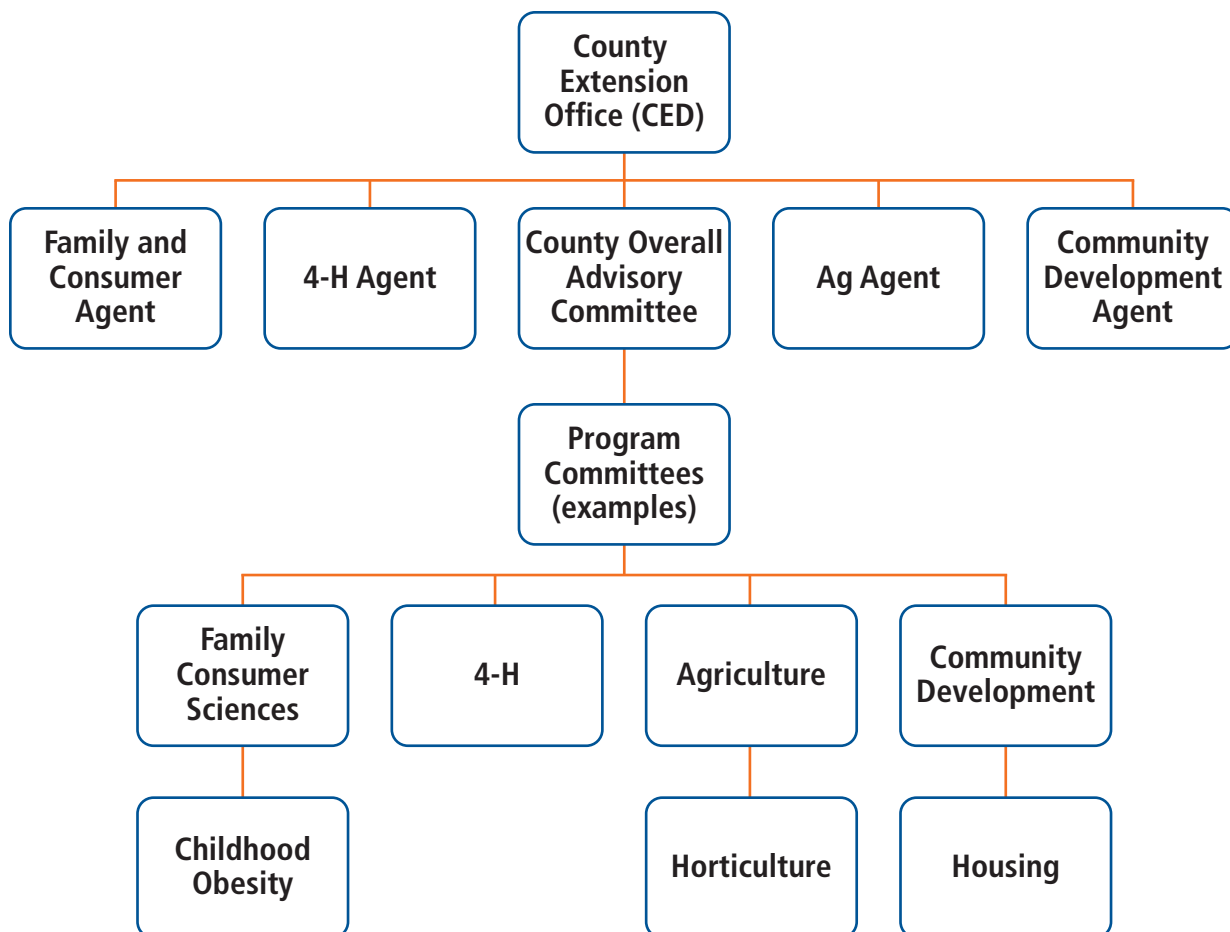 County
Extension
Office (CED)
Family and
Consumer
Agent
4-H Agent
County Overall
Advisory
Committee
Ag Agent
Community
Development
Agent
Program
Committees
(examples)
Family
Consumer
Sciences
4-H
Agriculture
Community
Development
Childhood
Obesity
Horticulture
Housing